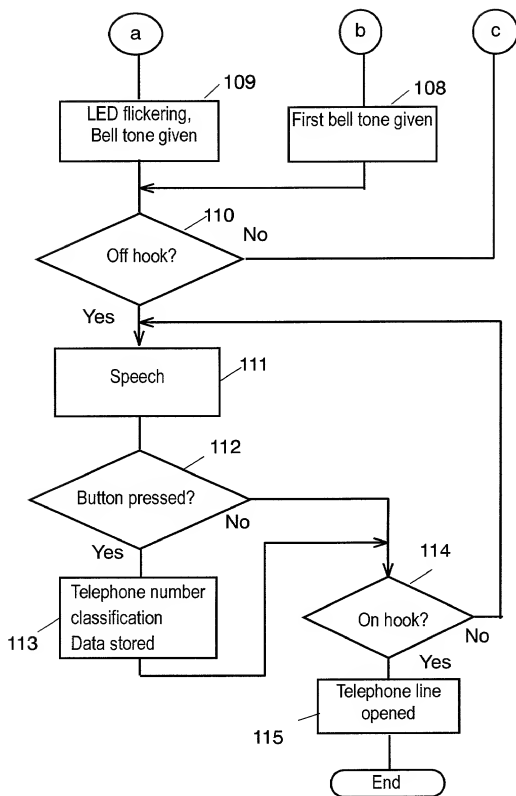 a
b
c
109
LED flickering,
Bell tone given
108
First bell tone given
110
Off hook?
No
Yes
Speech
111
112
Button pressed?
No
Yes
Telephone number
classification
Data stored
113
114
On hook?
No
Yes
Telephone line
opened
115
End